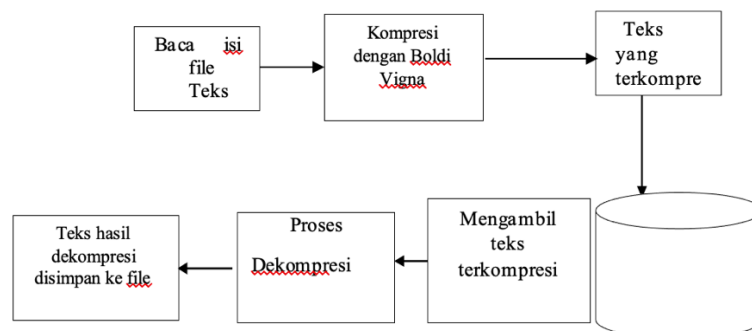 Baca isi
file
Teks
Kompresi
dengan Boldi
Vigna
Teks
yang
terkompre
Mengambil
teks
terkompresi
Proses
Dekompresi
Teks hasil
dekompresi
disimpan ke file